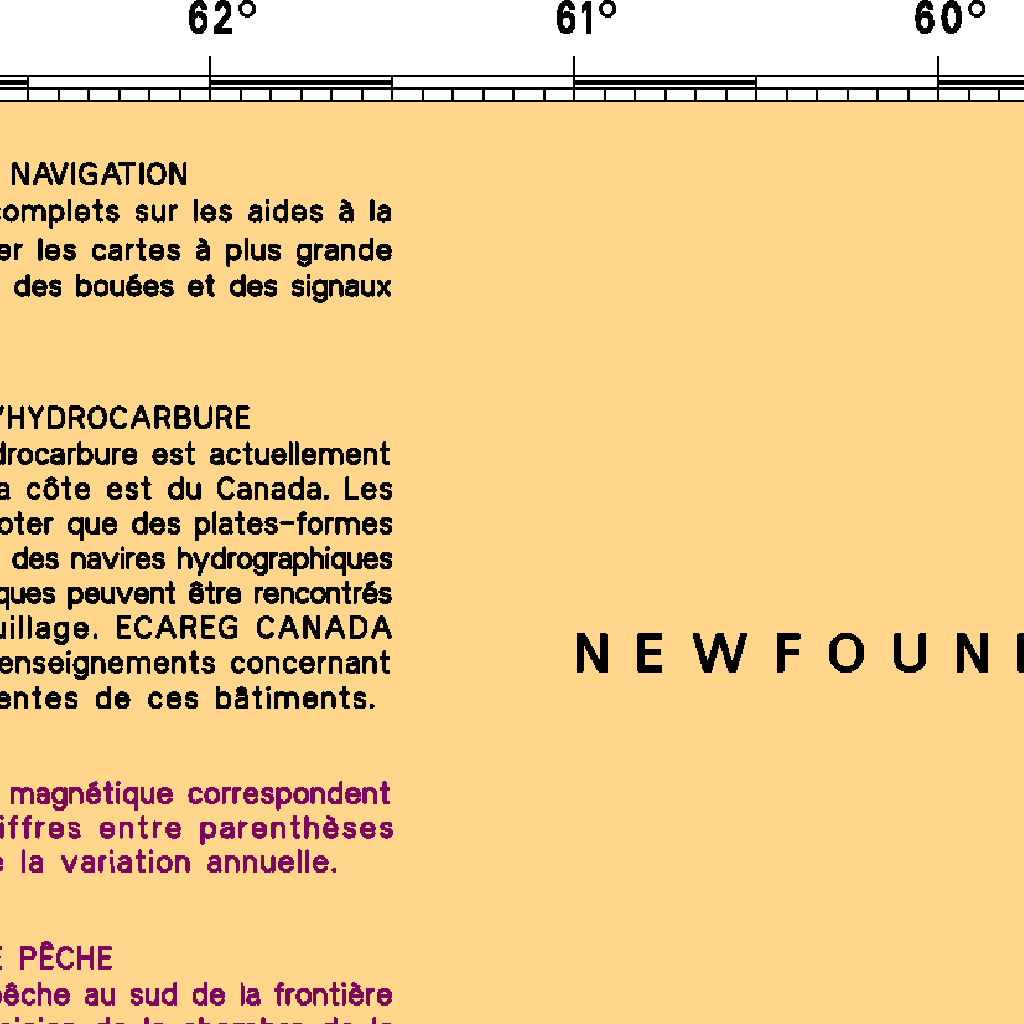 62° 61° 60°
NAVIGATION
complets sur les aides à la
er les cartes à plus grande
des bouées et des signaux
'HYDROCARBURE
drocarbure est actuellement
a côte est du Canada. Les
oter que des plates-formes
des navires hydrographiques
ques peuvent être rencontrés
uillage. ECAREG CANADA
enseignements concernant
entes de ces bâtiments.
NEWFOUN
magnétique correspondent
iffres entre parenthèses
e la variation annuelle.
E PÊCHE
pêche au sud de la frontière